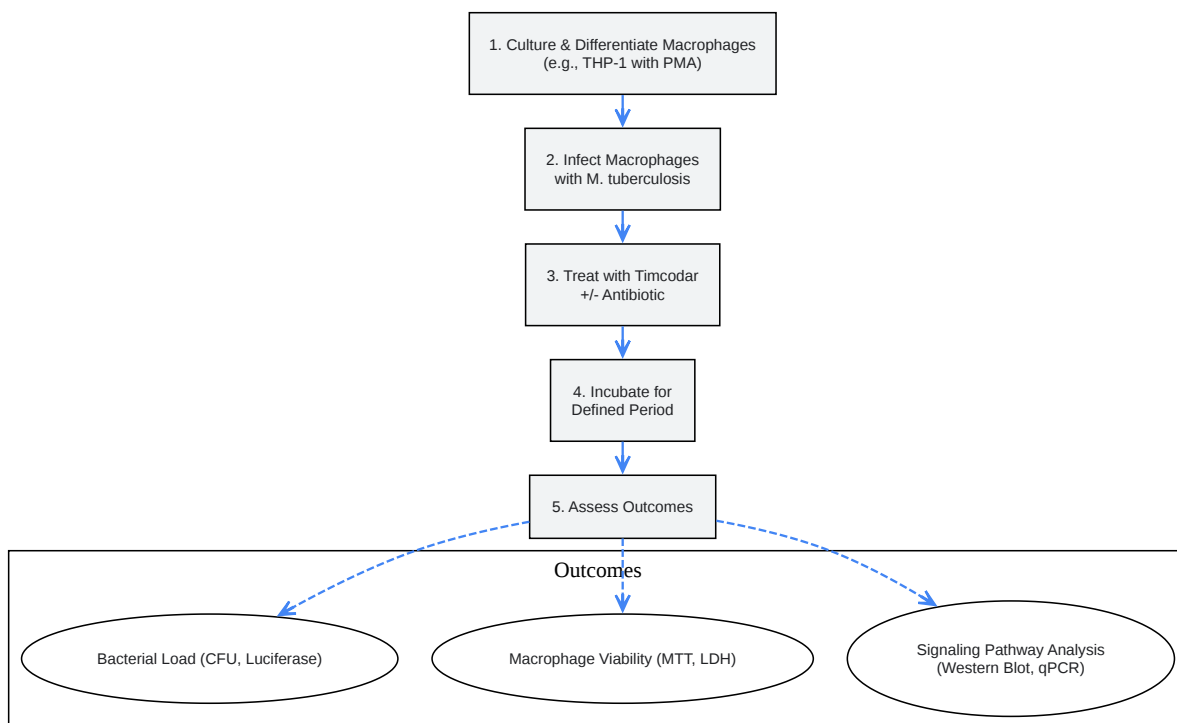 1. Culture & Differentiate Macrophages
(e.g., THP-1 with PMA)
2. Infect Macrophages
with M. tuberculosis
3. Treat with Timcodar
+/- Antibiotic
4. Incubate for
Defined Period
5. Assess Outcomes
Outcomes
Bacterial Load (CFU, Luciferase)
Macrophage Viability (MTT, LDH)
Signaling Pathway Analysis
(Western Blot, qPCR)